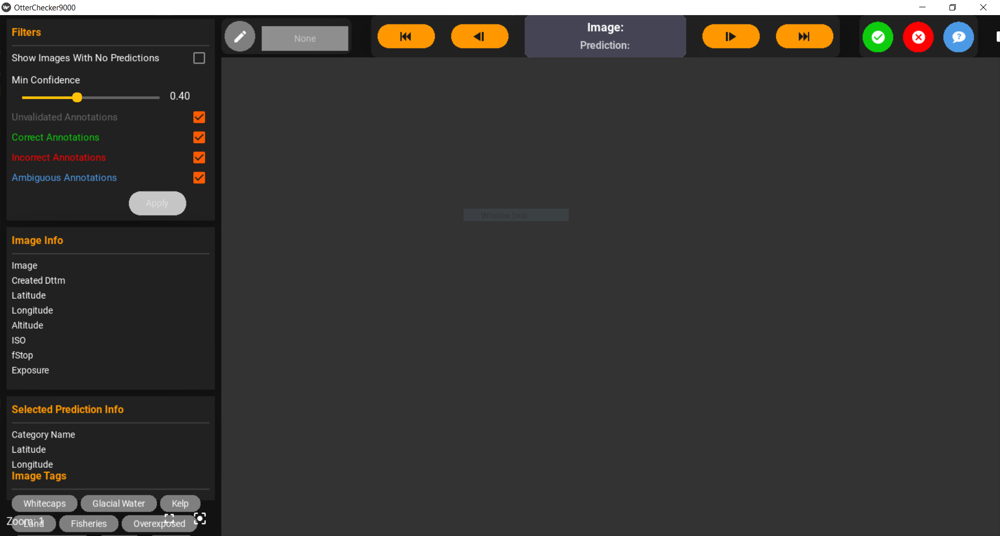 OtterChecker9000
Filters
Show Images With No Predictions
Min Confidence
0.40
Unvalidated Annotations
Correct Annotations
Incorrect Annotations
Ambiguous Annotations
Apply
None
Image:
Prediction:
Window Snip
Image Info
Image
Created Dttm
Latitude
Longitude
Altitude
ISO
fStop
Exposure
Selected Prediction Info
Category Name
Latitude
Longitude
Image Tags
Whitecaps Glacial Water Kelp
Zoom: 1
Land Fisheries Overexposed